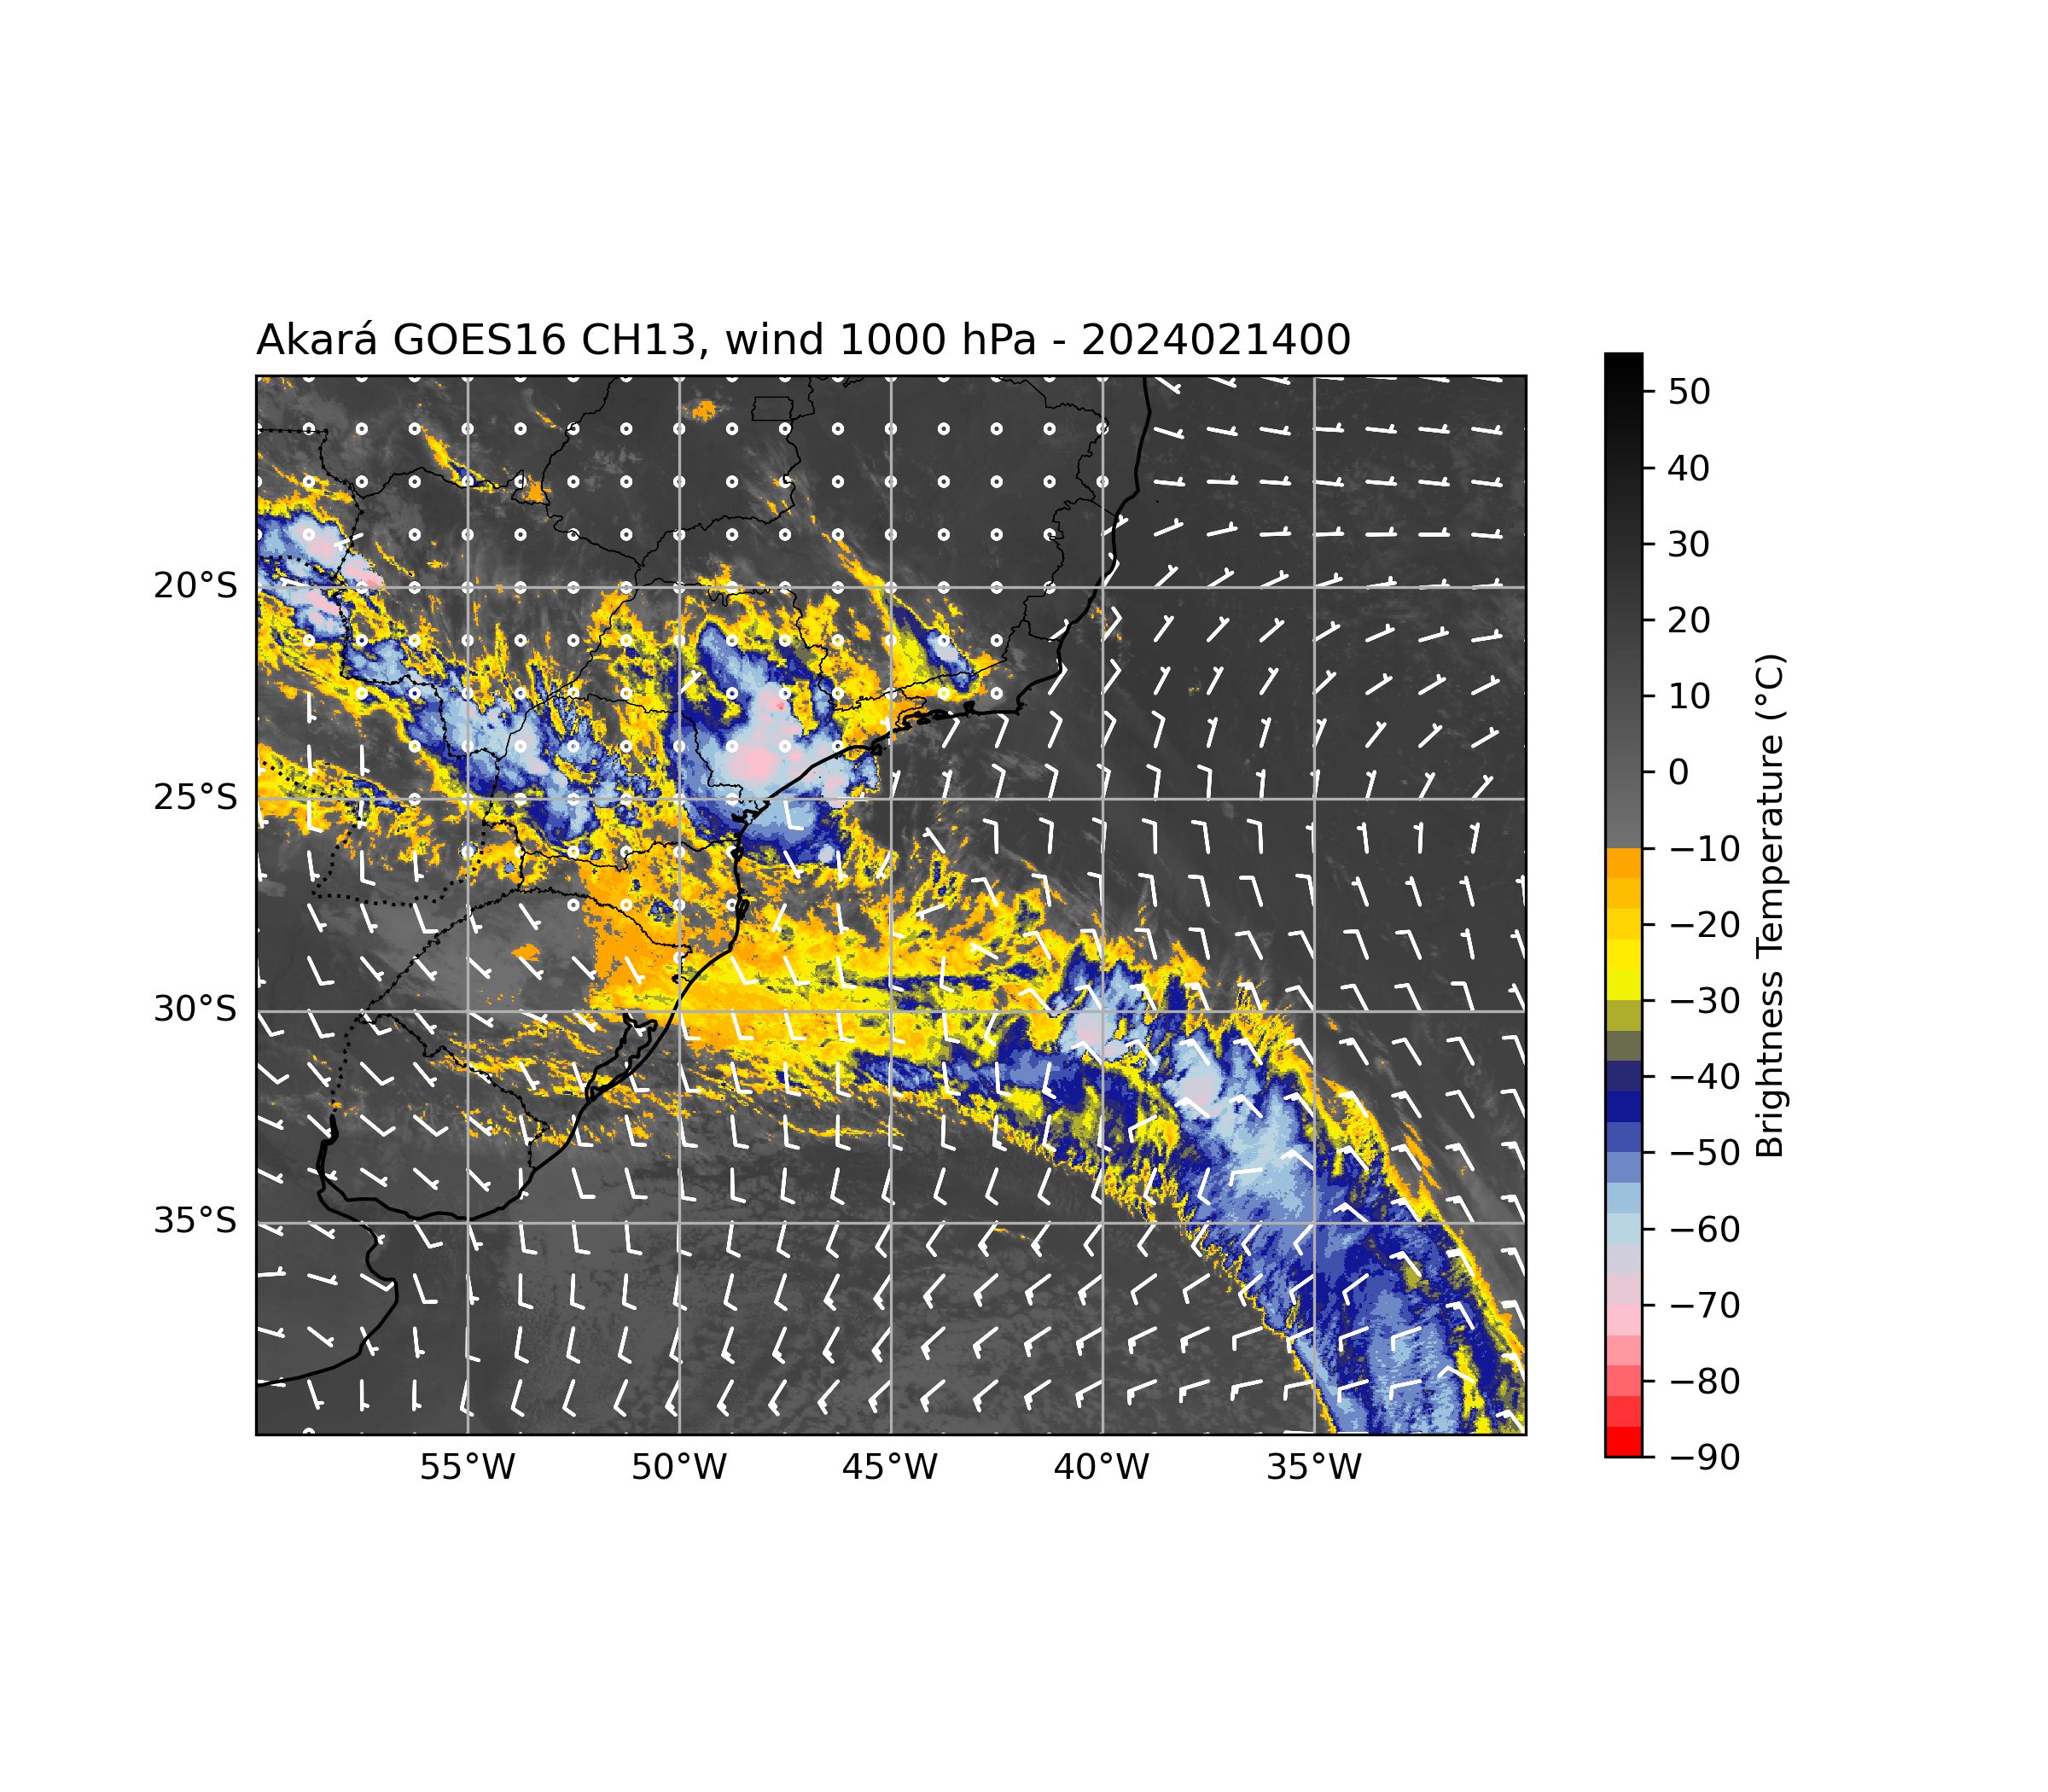 Akará GOES16 CH13, wind 1000 hPa - 2024021400
20°S
25°S
30°S
35°S
55°W
50°W
45°W
40°W
35°W
50
40
30
20
10
0
−10
−20
−30
−40
−50
−60
−70
−80
−90
Brightness Temperature (°C)